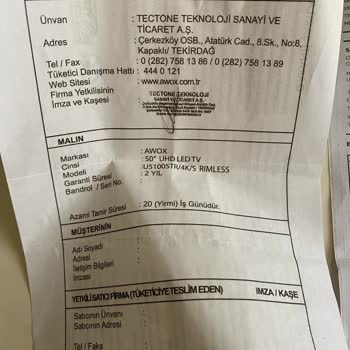 Ünvan : TECTONE TEKNOLOJİ SANAYİ VE
TİCARET A.Ş.
Adres : Çerkezköy OSB., Atatürk Cad., 8.Sk., No:8,
Kapaklı/ TEKİRDAĞ
Tel / Fax : 0 (282) 758 13 86 / 0 (282) 758 13 89
Tüketici Danışma Hattı : 444 0 121
Web Sitesi : www.awox.com.tr
Firma Yetkilisinin
İmza ve Kaşesi :
TECTONE TEKNOLOJİ
SANAYİ VE TİCARET A.Ş.
MALIN
Markası : AWOX
Cinsi : 50" UHD LED TV
Modeli : U5100STR/4K/S RIMLESS
Garanti Süresi : 2 YIL
Bandrol / Seri No. :
Azami Tamir Süresi : 20 (Yirmi) İş Günüdür.
MÜŞTERİNİN
Adı Soyadı
Adresi
İletişim Bilgileri
İmzası
YETKİLİ SATICI FİRMA (TÜKETİCİYE TESLİM EDEN) İMZA / KAŞE
Satıcının Ünvanı
Satıcının Adresi
Tel / Faks